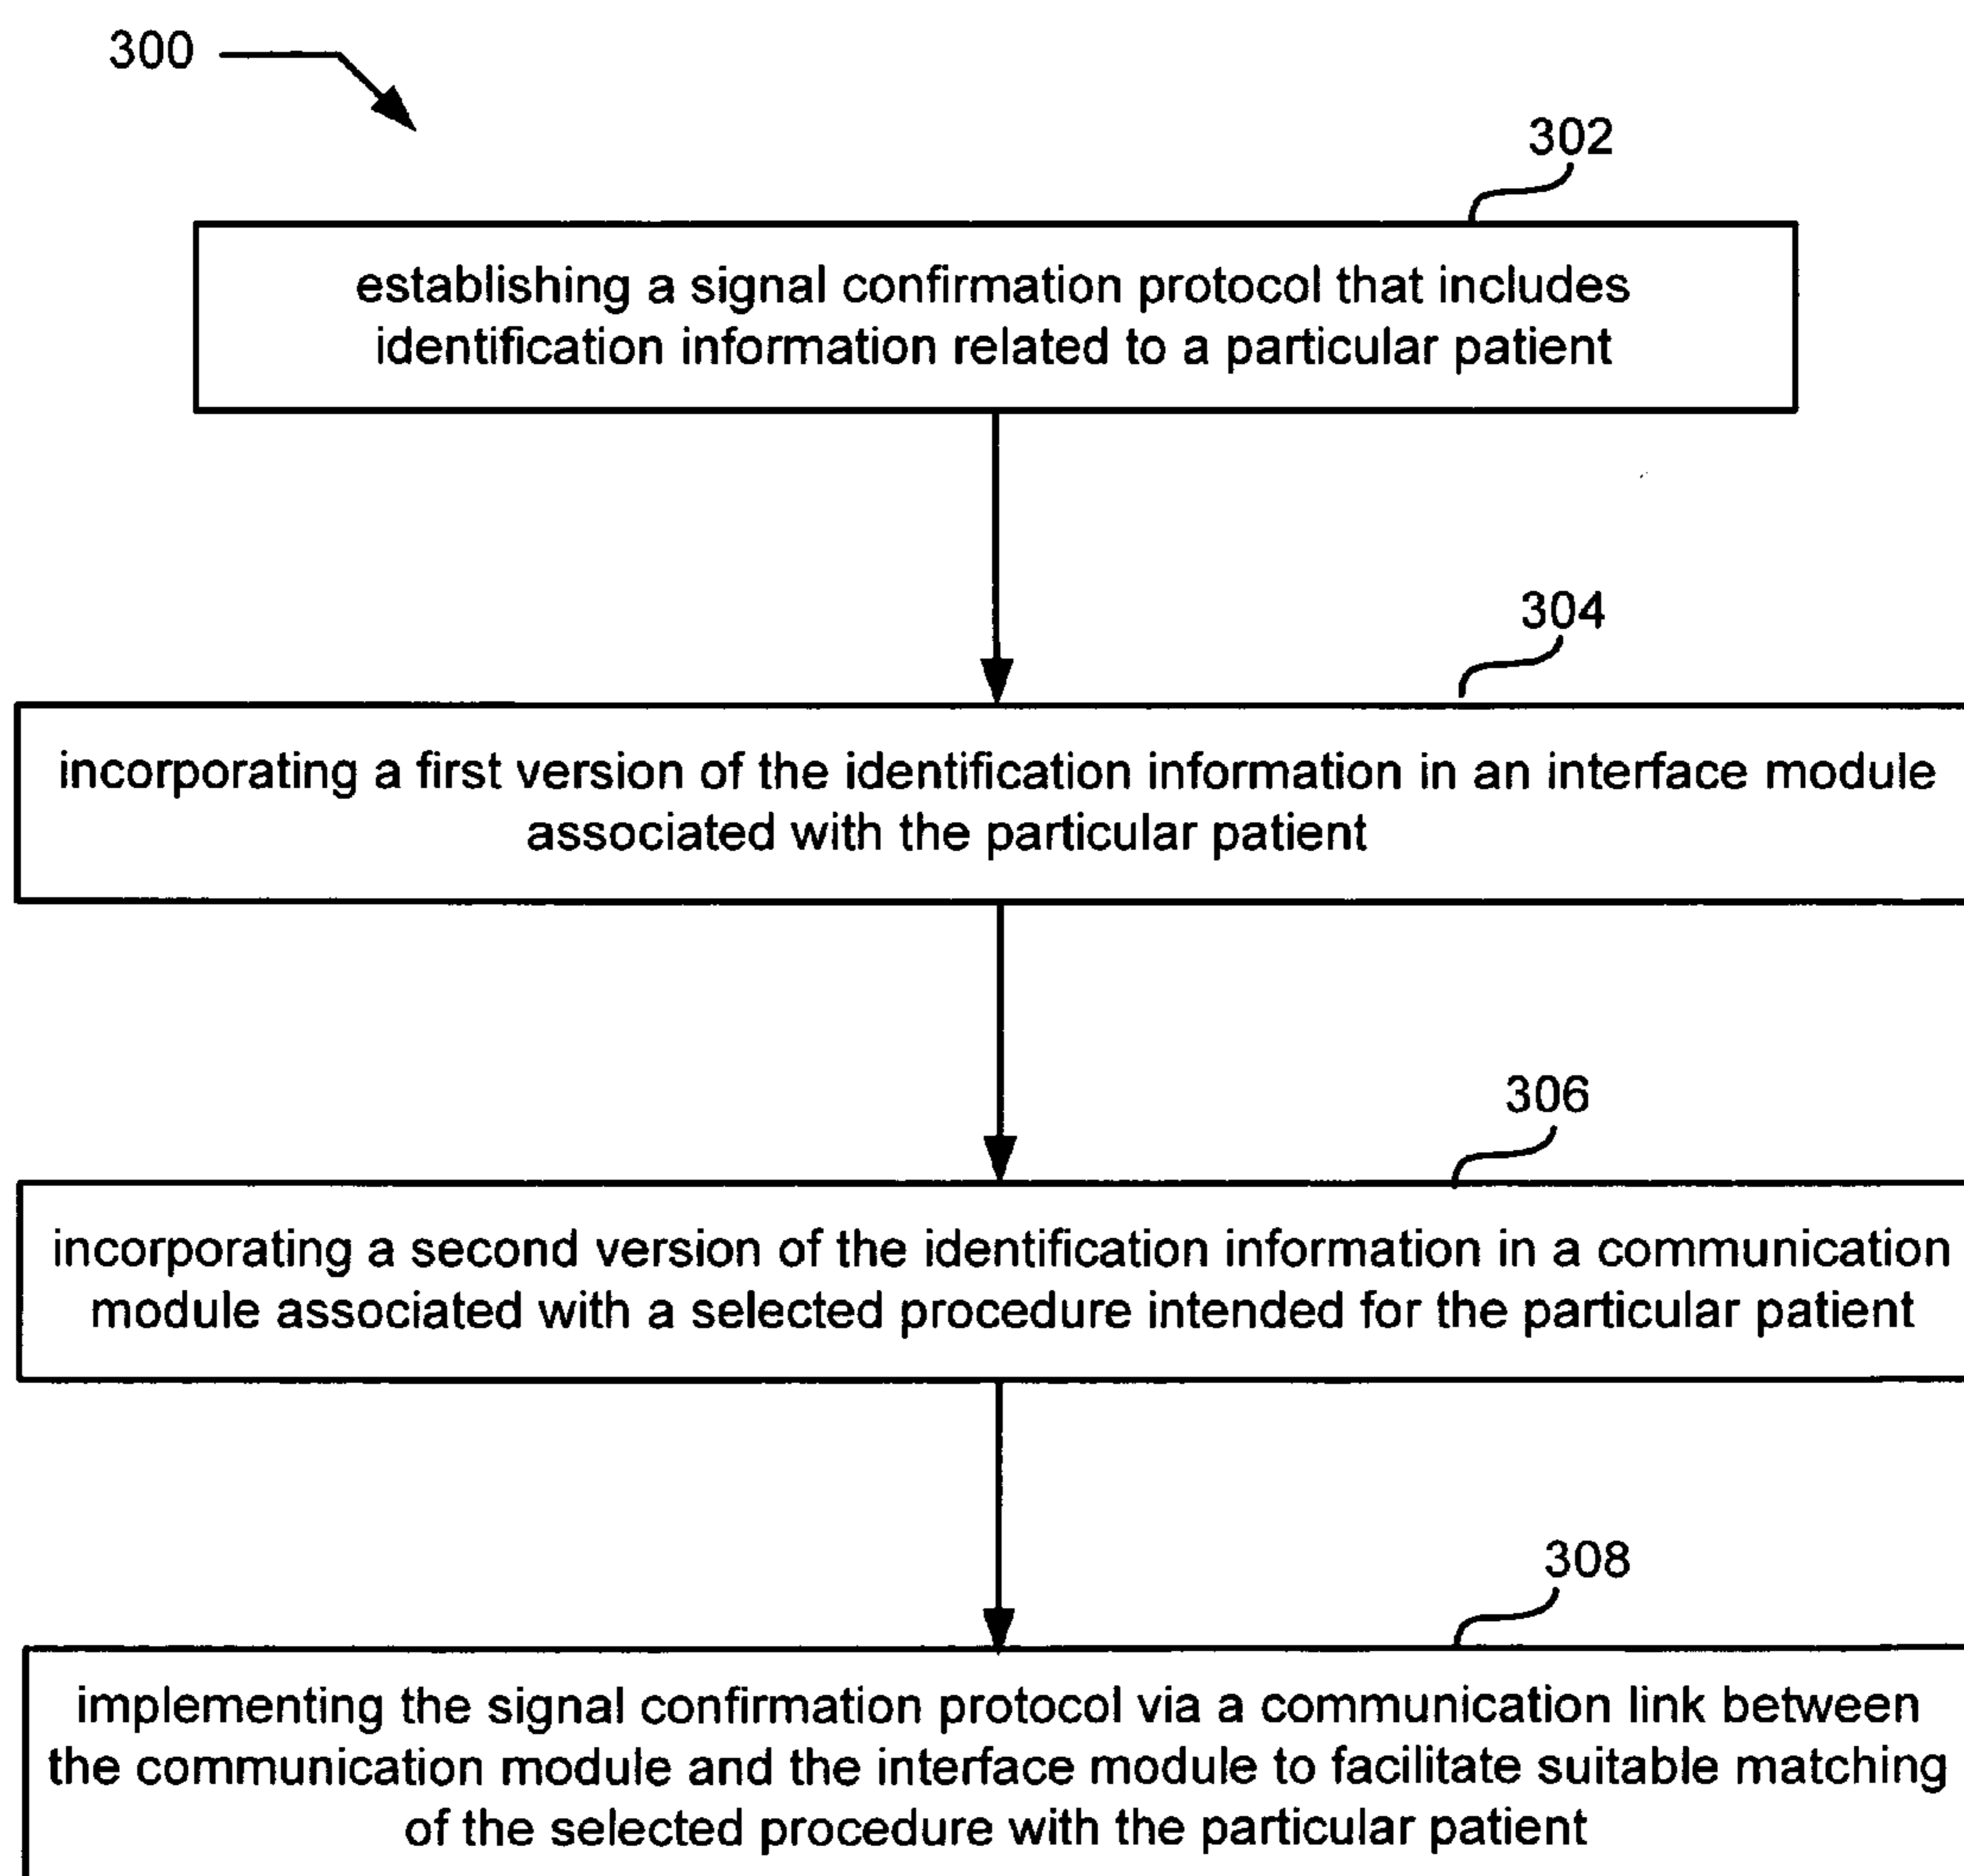 300
302
establishing a signal confirmation protocol that includes
identification information related to a particular patient
304
incorporating a first version of the identification information in an interface module
associated with the particular patient
306
incorporating a second version of the identification information in a communication
module associated with a selected procedure intended for the particular patient
308
implementing the signal confirmation protocol via a communication link between
the communication module and the interface module to facilitate suitable matching
of the selected procedure with the particular patient